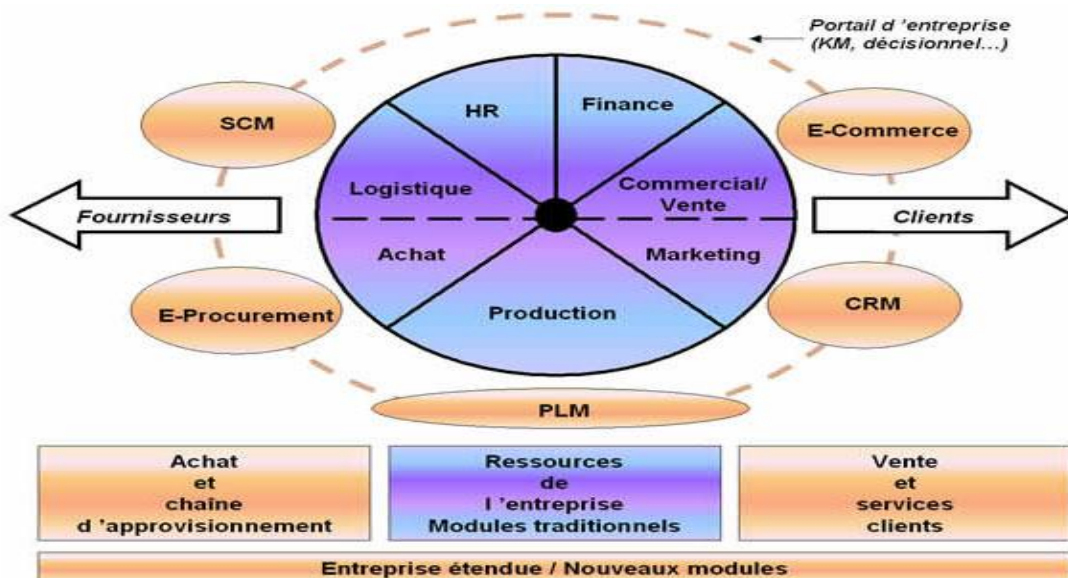 Portail d 'entreprise
(KM, décisionnel...)
HR
Finance
SCM
E-Commerce
Logistique
Commercial/
Vente
Fournisseurs
Clients
Achat
Marketing
E-Procurement
Production
CRM
PLM
Achat
et
chaîne
d 'approvisionnement
Ressources
de
l 'entreprise
Modules traditionnels
Vente
et
services
clients
Entreprise étendue / Nouveaux modules